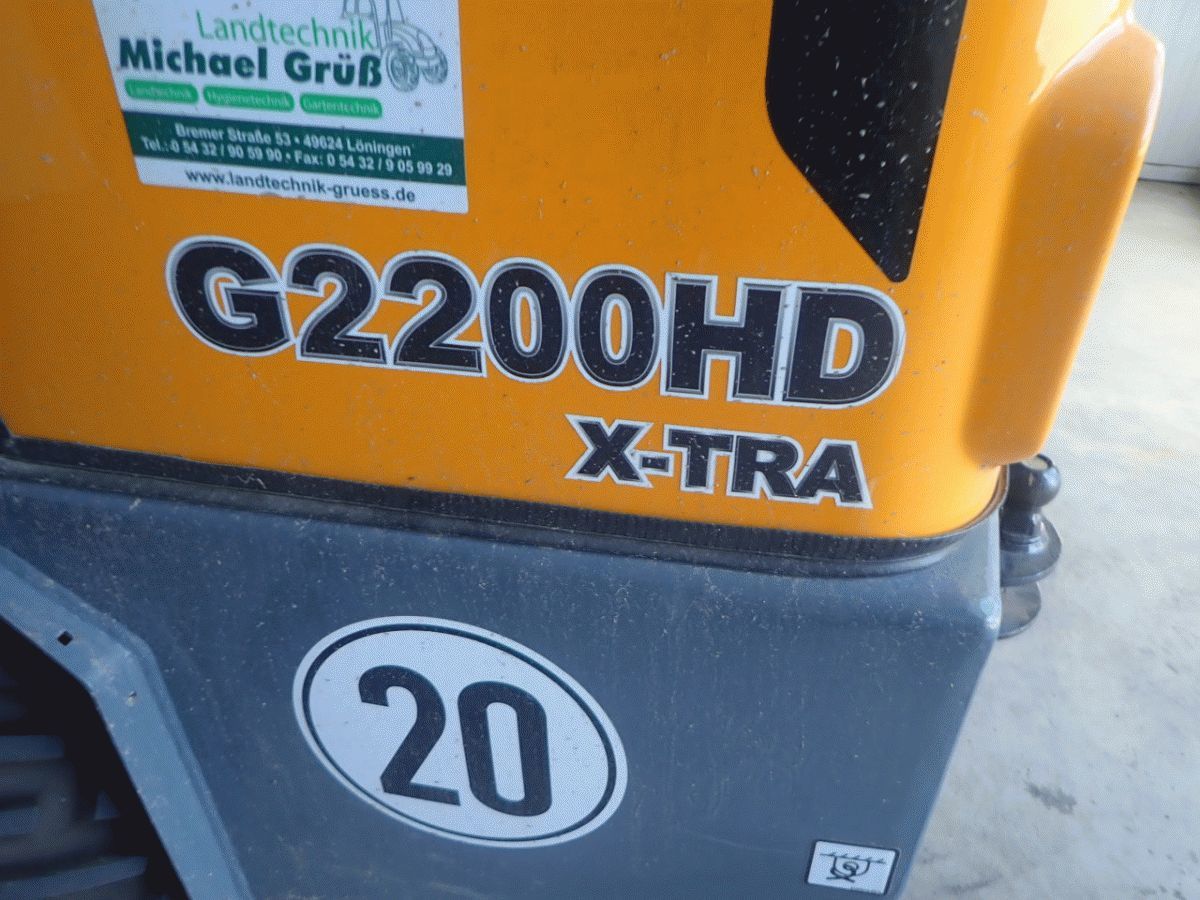 Landtechnik
Michael Grüß
Landtechnik Hygienetechnik Gartentechnik
Bremer Straße 53 • 49624 Löningen
Tel.: 0 54 32 / 90 59 90 • Fax: 0 54 32 / 9 05 99 29
www.landtechnik-gruess.de
G2200HD
X-TRA
20